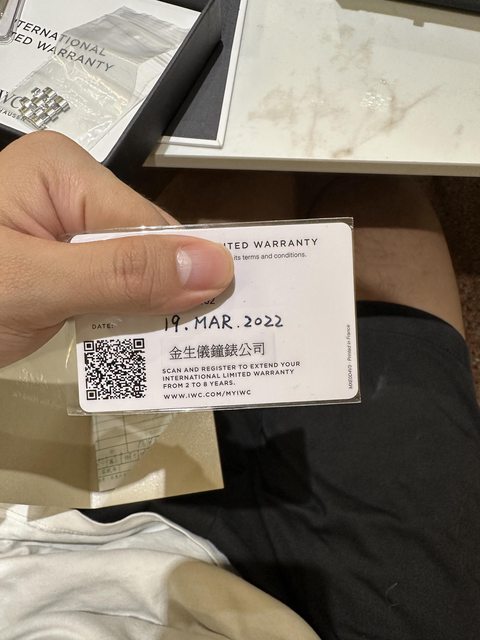 INTERNATIONAL
TED WARRANTY
IWC
ITED WARRANTY
its terms and conditions.
DATE:
19. MAR. 2022
金生儀鐘錶公司
SCAN AND REGISTER TO EXTEND YOUR
INTERNATIONAL LIMITED WARRANTY
FROM 2 TO 8 YEARS.
WWW.IWC.COM/MYIWC
Printed in France